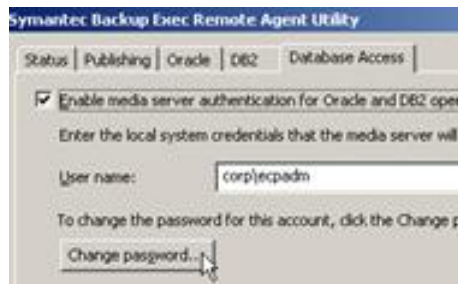 Symantec Backup Exec Remote Agent Utility
Status Publishing Oracle DB2 Database Access
Enable media server authentication for Oracle and DB2 oper
Enter the local system credentials that the media server will
User name: corp\ecpadm
To change the password for this account, click the Change p
Change password...